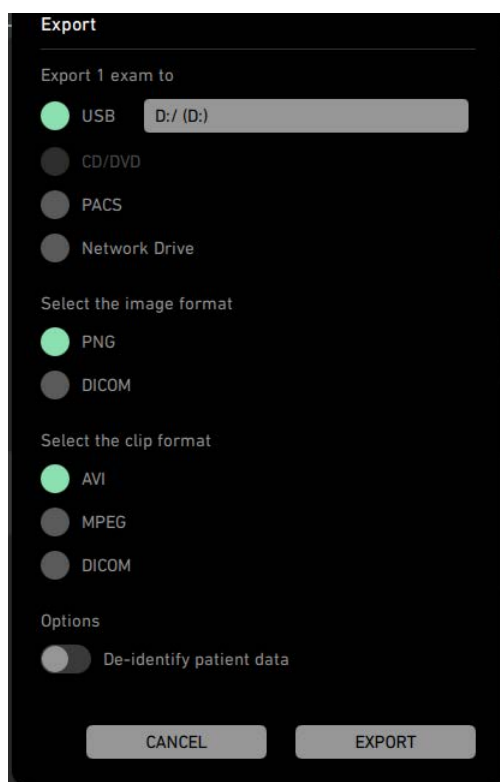 Export
Export 1 exam to
USB D:/ (D:)
CD/DVD
PACS
Network Drive
Select the image format
PNG
DICOM
Select the clip format
AVI
MPEG
DICOM
Options
De-identify patient data
CANCEL EXPORT